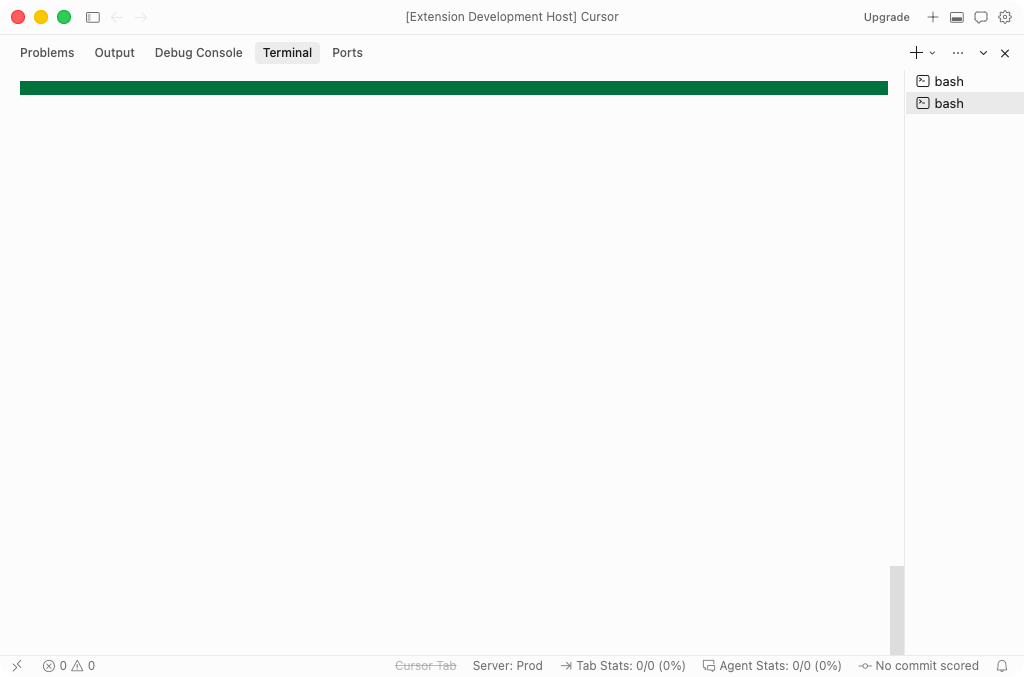 [Extension Development Host] Cursor
Upgrade
Problems Output Debug Console Terminal Ports
bash
bash
0 0 Cursor Tab Server: Prod Tab Stats: 0/0 (0%) Agent Stats: 0/0 (0%) No commit scored